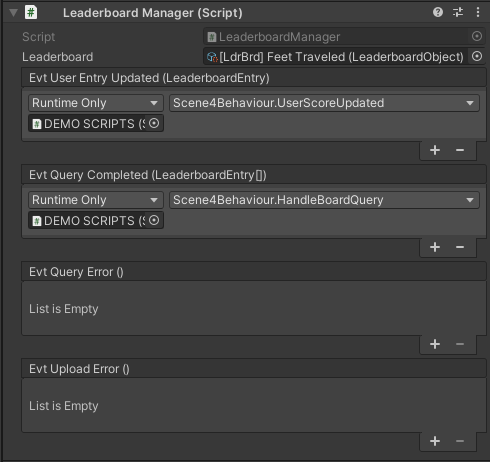 Leaderboard Manager (Script)
Script LeaderboardManager
Leaderboard [LdrBrd] Feet Traveled (LeaderboardObject)
Evt User Entry Updated (LeaderboardEntry)
Runtime Only Scene4Behaviour.UserScoreUpdated
DEMO SCRIPTS (S
Evt Query Completed (LeaderboardEntry[])
Runtime Only Scene4Behaviour.HandleBoardQuery
DEMO SCRIPTS (S
Evt Query Error ()
List is Empty
Evt Upload Error ()
List is Empty